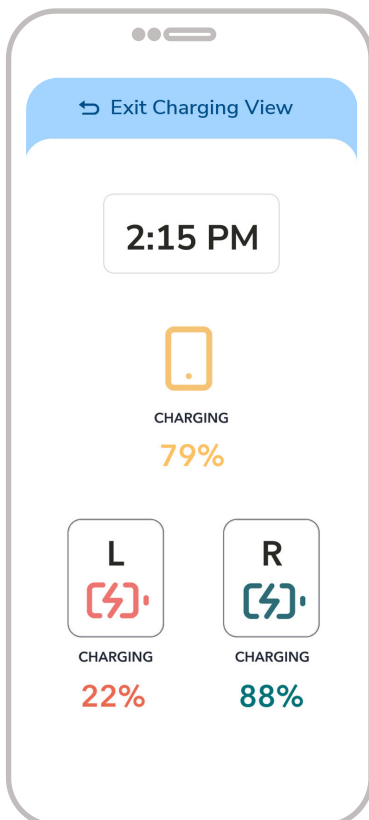 Exit Charging View
2:15 PM
CHARGING
79%
L R
CHARGING CHARGING
22% 88%